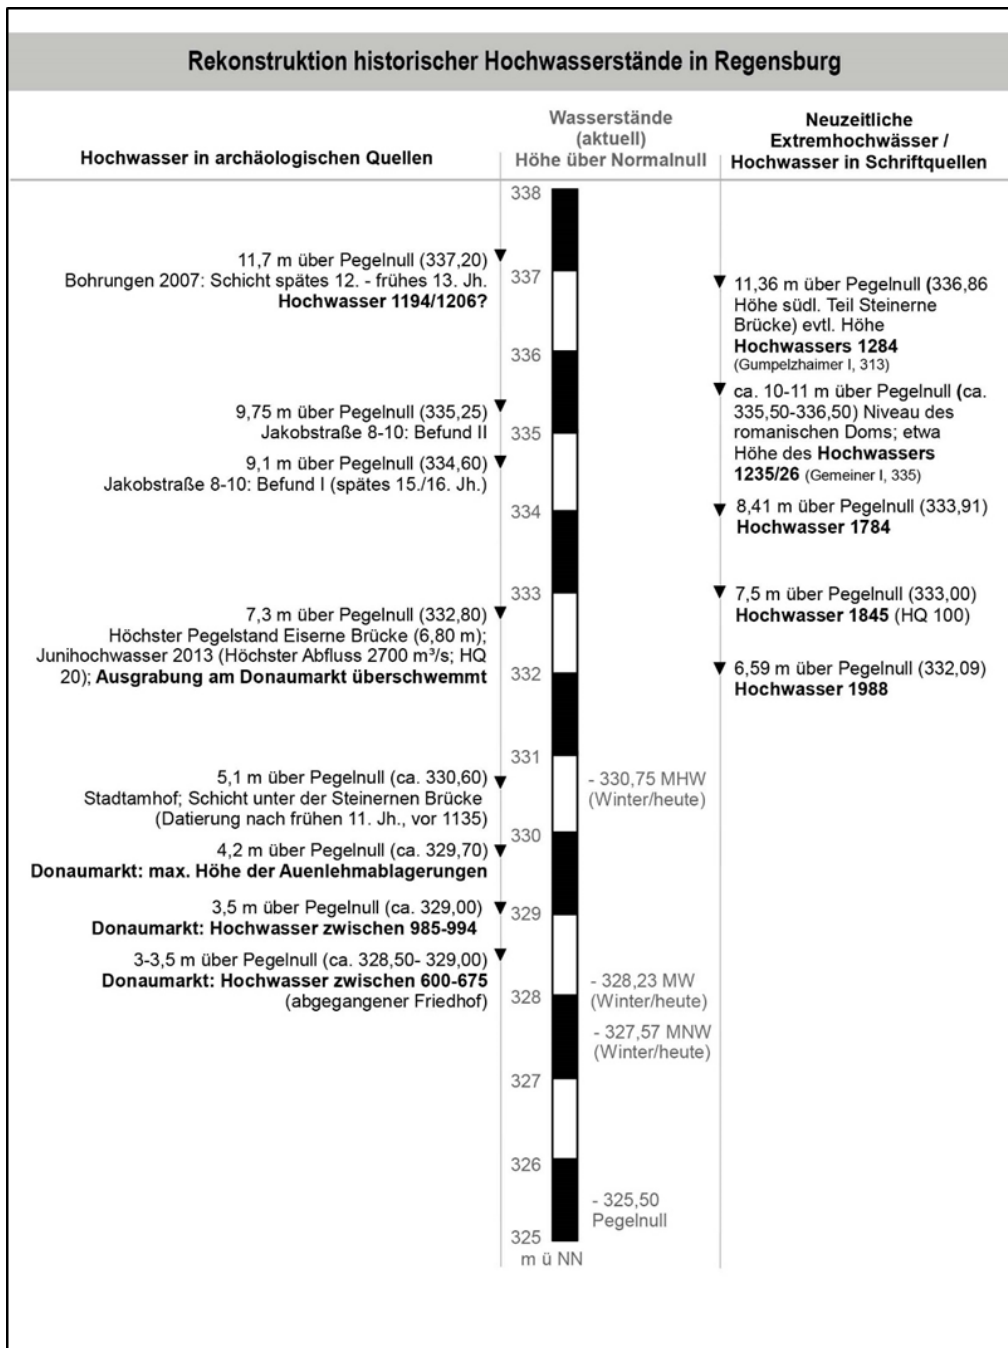 Rekonstruktion historischer Hochwasserstände in Regensburg
Hochwasser in archäologischen Quellen
Wasserstände
(aktuell)
Höhe über Normalnull
Neuzeitliche
Extremhochwässer /
Hochwasser in Schriftquellen
11,7 m über Pegelnull (337,20)
Bohrungen 2007: Schicht spätes 12. - frühes 13. Jh.
Hochwasser 1194/1206?
9,75 m über Pegelnull (335,25)
Jakobstraße 8-10: Befund II
9,1 m über Pegelnull (334,60)
Jakobstraße 8-10: Befund I (spätes 15./16. Jh.)
7,3 m über Pegelnull (332,80)
Höchster Pegelstand Eiserne Brücke (6,80 m);
Junihochwasser 2013 (Höchster Abfluss 2700 m³/s; HQ
20); Ausgrabung am Donaumarkt überschwemmt
5,1 m über Pegelnull (ca. 330,60)
Stadtamhof; Schicht unter der Steinernen Brücke
(Datierung nach frühen 11. Jh., vor 1135)
4,2 m über Pegelnull (ca. 329,70)
Donaumarkt: max. Höhe der Auenlehmablagerungen
3,5 m über Pegelnull (ca. 329,00)
Donaumarkt: Hochwasser zwischen 985-994
3-3,5 m über Pegelnull (ca. 328,50- 329,00)
Donaumarkt: Hochwasser zwischen 600-675
(abgegangener Friedhof)
338
337
336
335
334
333
332
331
330
329
328
327
326
325
m ü NN
- 330,75 MHW
(Winter/heute)
- 328,23 MW
(Winter/heute)
- 327,57 MNW
(Winter/heute)
- 325,50
Pegelnull
11,36 m über Pegelnull (336,86
Höhe südl. Teil Steinerne
Brücke) evtl. Höhe
Hochwassers 1284
(Gumpelzhaimer I, 313)
ca. 10-11 m über Pegelnull (ca.
335,50-336,50) Niveau des
romanischen Doms; etwa
Höhe des Hochwassers
1235/26 (Gemeiner I, 335)
8,41 m über Pegelnull (333,91)
Hochwasser 1784
7,5 m über Pegelnull (333,00)
Hochwasser 1845 (HQ 100)
6,59 m über Pegelnull (332,09)
Hochwasser 1988